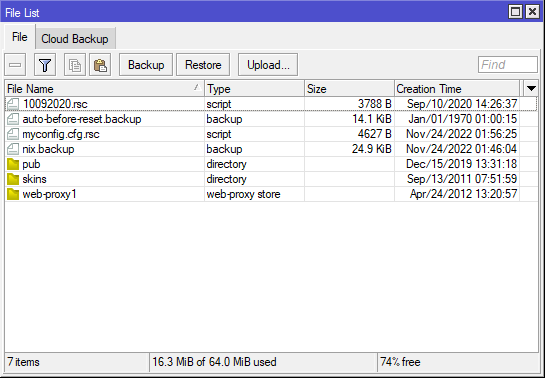 File List
File Cloud Backup
Backup Restore Upload... Find
File Name Type Size Creation Time
10092020.rsc script 3788 B Sep/10/2020 14:26:37
auto-before-reset.backup backup 14.1 KiB Jan/01/1970 01:00:15
myconfig.cfg.rsc script 4627 B Nov/24/2022 01:56:25
nix.backup backup 24.9 KiB Nov/24/2022 01:46:04
pub directory Dec/15/2019 13:31:18
skins directory Sep/13/2011 07:51:59
web-proxy1 web-proxy store Apr/24/2012 13:20:57
7 items 16.3 MiB of 64.0 MiB used 74% free